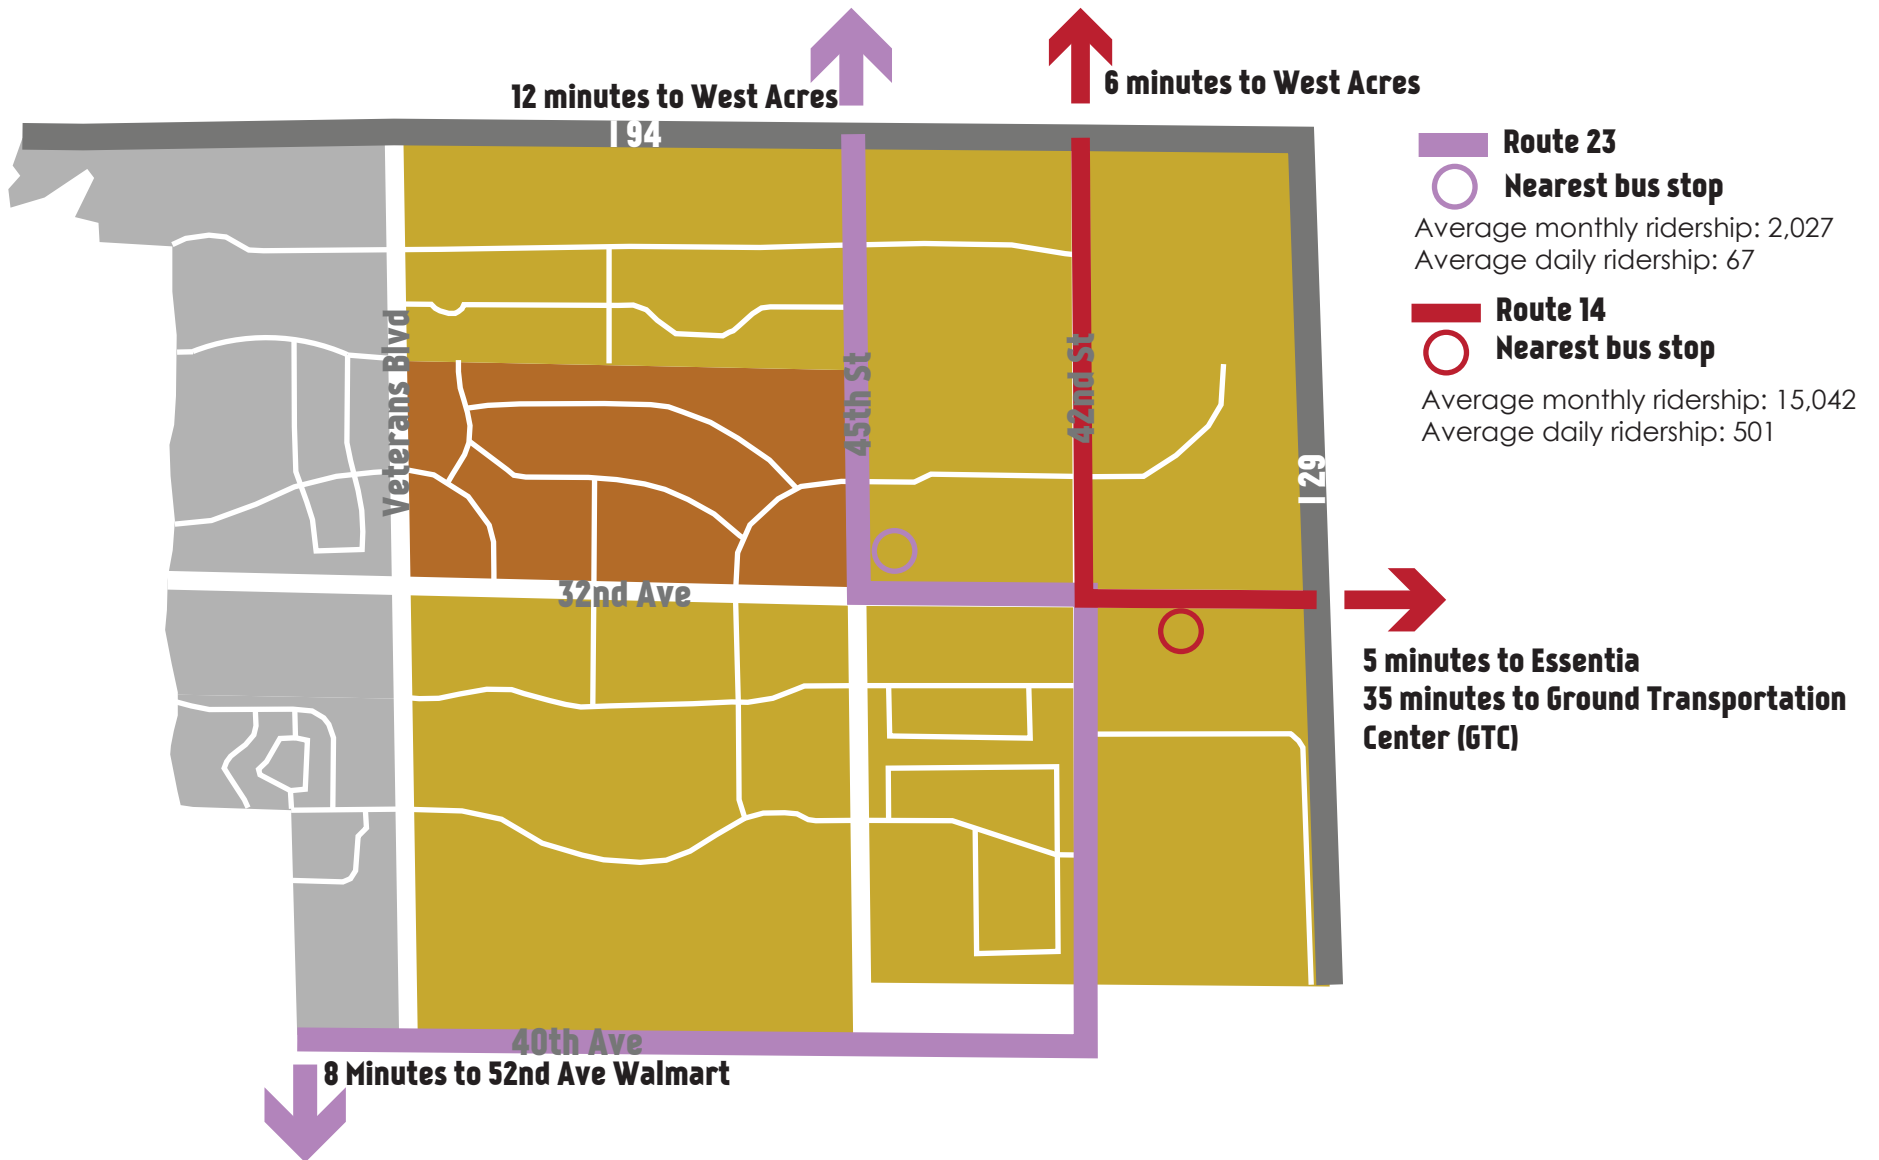 12 minutes to West Acres
6 minutes to West Acres
I 94
Route 23
Nearest bus stop
Average monthly ridership: 2,027
Average daily ridership: 67
Route 14
Nearest bus stop
Average monthly ridership: 15,042
Average daily ridership: 501
Veterans Blvd
45th St
42nd St
I 29
32nd Ave
5 minutes to Essentia
35 minutes to Ground Transportation
Center (GTC)
40th Ave
8 Minutes to 52nd Ave Walmart